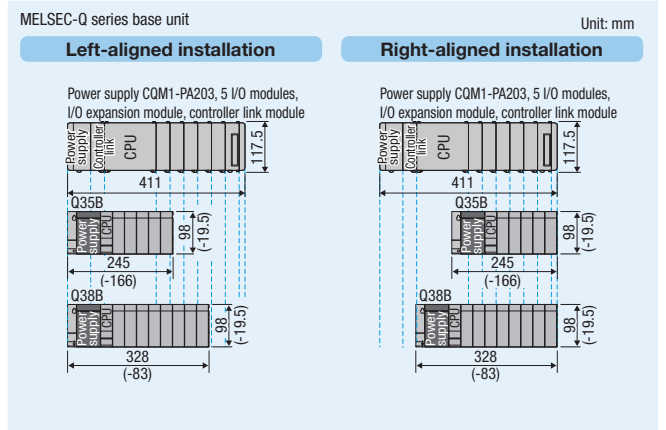 MELSEC-Q series base unit
Unit: mm
Left-aligned installation
Power supply CQM1-PA203, 5 I/O modules,
I/O expansion module, controller link module
Power
supply
Controller
link
CPU
117.5
411
Q35B
Power
supply
CPU
98
(-19.5)
245
(-166)
Q38B
Power
supply
CPU
98
(-19.5)
328
(-83)
Right-aligned installation
Power supply CQM1-PA203, 5 I/O modules,
I/O expansion module, controller link module
Power
supply
Controller
link
CPU
117.5
411
Q35B
Power
supply
CPU
98
(-19.5)
245
(-166)
Q38B
Power
supply
CPU
98
(-19.5)
328
(-83)